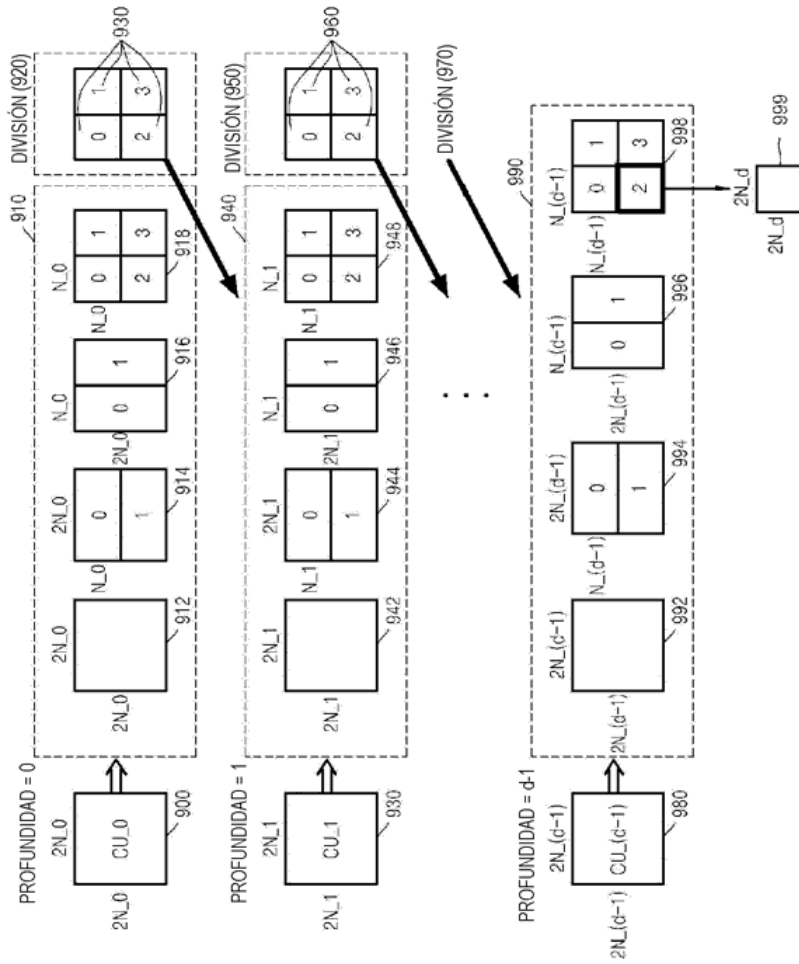 PROFUNDIDAD = 0
2N_0
2N_0
CU_0
900
910
2N_0
2N_0
912
2N_0
N_0
0
1
914
N_0
2N_0
0 1
916
N_0
N_0
0 1
2 3
918
DIVISIÓN (920)
0 1
2 3
930
PROFUNDIDAD = 1
2N_1
2N_1
CU_1
930
940
2N_1
2N_1
942
2N_1
N_1
0
1
944
N_1
2N_1
0 1
946
N_1
N_1
0 1
2 3
948
DIVISIÓN (950)
0 1
2 3
960
. . .
DIVISIÓN (970)
PROFUNDIDAD = d-1
2N_(d-1)
2N_(d-1)
CU_(d-1)
980
990
2N_(d-1)
2N_(d-1)
992
2N_(d-1)
N_(d-1)
0
1
994
N_(d-1)
2N_(d-1)
0 1
996
N_(d-1)
N_(d-1)
0 1
2 3
998
2N_d
2N_d
999